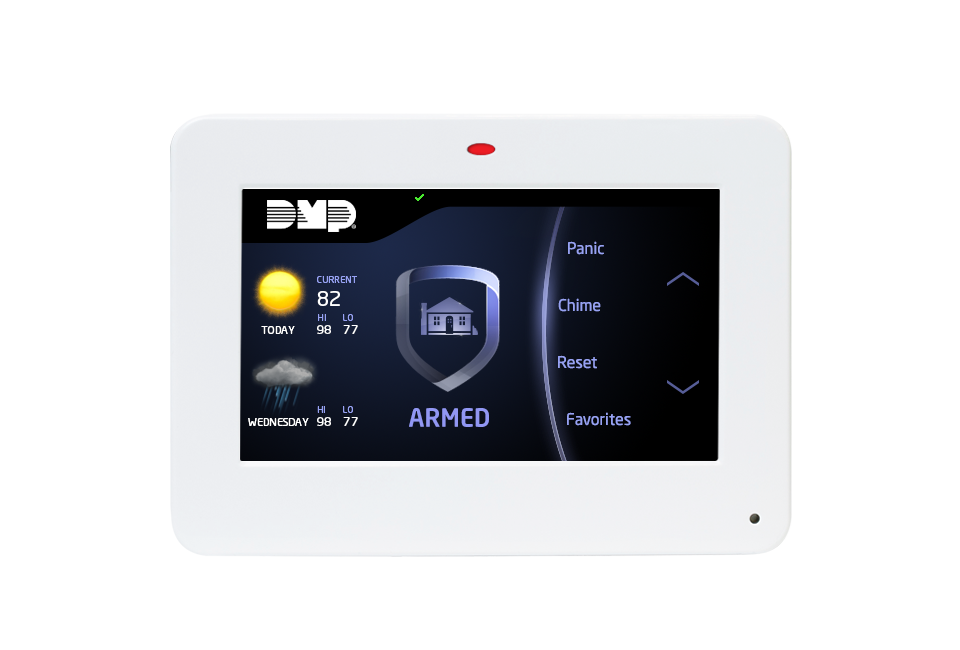 DMP®
CURRENT
82
HI LO
98 77
TODAY
HI LO
98 77
WEDNESDAY
ARMED
Panic
Chime
Reset
Favorites